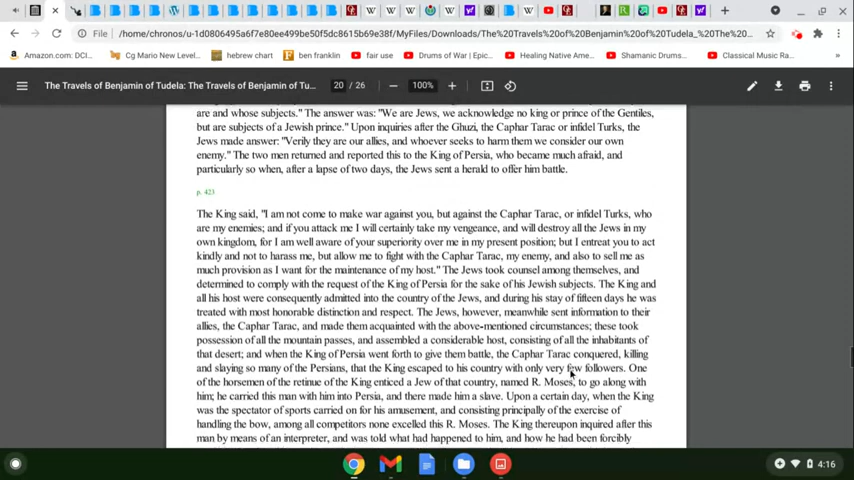 File
/home/chronos/u-1d0806495a6f7e80ee499be50f5dc5815b69e38f/MyFiles/Downloads/The%20Travels%20of%20Benjamin%20of%20Tudela_%20The%20...
Amazon.com: DCI... Cg Mario New Level... hebrew chart ben franklin fair use Drums of War | Epic... Healing Native Am... Shamanic Drums... Classical Music Ra...
The Travels of Benjamin of Tudela: The Travels of Benjamin of Tu... 20 / 26 100%
are and whose subjects." The answer was: "We are Jews, we acknowledge no king or prince of the Gentiles,
but are subjects of a Jewish prince." Upon inquiries after the Ghuzi, the Caphar Tarac or infidel Turks, the
Jews made answer: "Verily they are our allies, and whoever seeks to harm them we consider our own
enemy." The two men returned and reported this to the King of Persia, who became much afraid, and
particularly so when, after a lapse of two days, the Jews sent a herald to offer him battle.
p. 423
The King said, "I am not come to make war against you, but against the Caphar Tarac, or infidel Turks, who
are my enemies; and if you attack me I will certainly take my vengeance, and will destroy all the Jews in my
own kingdom, for I am well aware of your superiority over me in my present position; but I entreat you to act
kindly and not to harass me, but allow me to fight with the Caphar Tarac, my enemy, and also to sell me as
much provision as I want for the maintenance of my host." The Jews took counsel among themselves, and
determined to comply with the request of the King of Persia for the sake of his Jewish subjects. The King and
all his host were consequently admitted into the country of the Jews, and during his stay of fifteen days he was
treated with most honorable distinction and respect. The Jews, however, meanwhile sent information to their
allies, the Caphar Tarac, and made them acquainted with the above-mentioned circumstances; these took
possession of all the mountain passes, and assembled a considerable host, consisting of all the inhabitants of
that desert; and when the King of Persia went forth to give them battle, the Caphar Tarac conquered, killing
and slaying so many of the Persians, that the King escaped to his country with only very few followers. One
of the horsemen of the retinue of the King enticed a Jew of that country, named R. Moses, to go along with
him; he carried this man with him into Persia, and there made him a slave. Upon a certain day, when the King
was the spectator of sports carried on for his amusement, and consisting principally of the exercise of
handling the bow, among all competitors none excelled this R. Moses. The King thereupon inquired after this
man by means of an interpreter, and was told what had happened to him, and how he had been forcibly
4:16